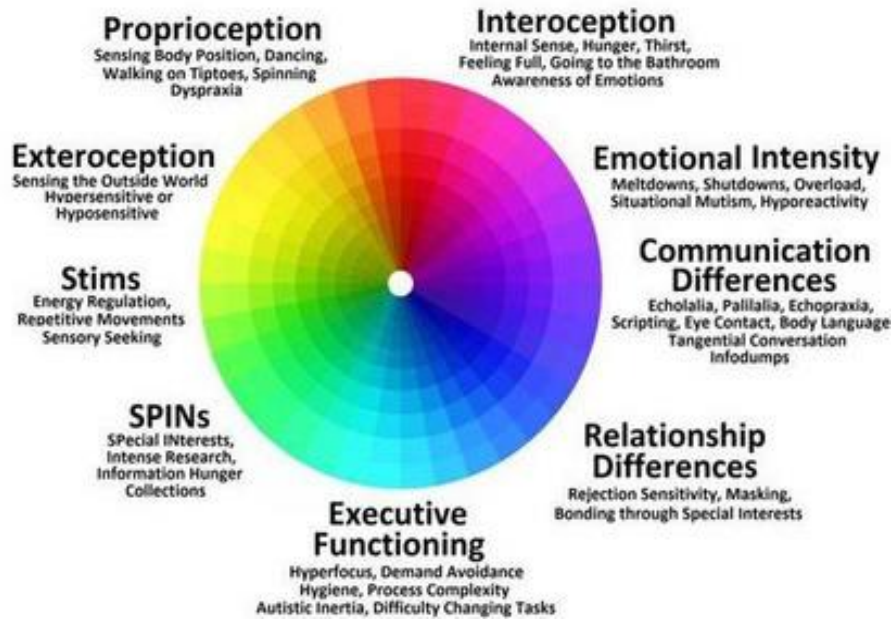 Proprioception
Sensing Body Position, Dancing,
Walking on Tiptoes, Spinning
Dyspraxia
Interoception
Internal Sense, Hunger, Thirst,
Feeling Full, Going to the Bathroom
Awareness of Emotions
Exteroception
Sensing the Outside World
Hypersensitive or
Hyposensitive
Emotional Intensity
Meltdowns, Shutdowns, Overload,
Situational Mutism, Hyporeactivity
Stims
Energy Regulation,
Repetitive Movements
Sensory Seeking
Communication
Differences
Echolalia, Palilalia, Echopraxia,
Scripting, Eye Contact, Body Language
Tangential Conversation
Infodumps
SPINs
SPecial INterests,
Intense Research,
Information Hunger
Collections
Relationship
Differences
Rejection Sensitivity, Masking,
Bonding through Special Interests
Executive
Functioning
Hyperfocus, Demand Avoidance
Hygiene, Process Complexity
Autistic Inertia, Difficulty Changing Tasks